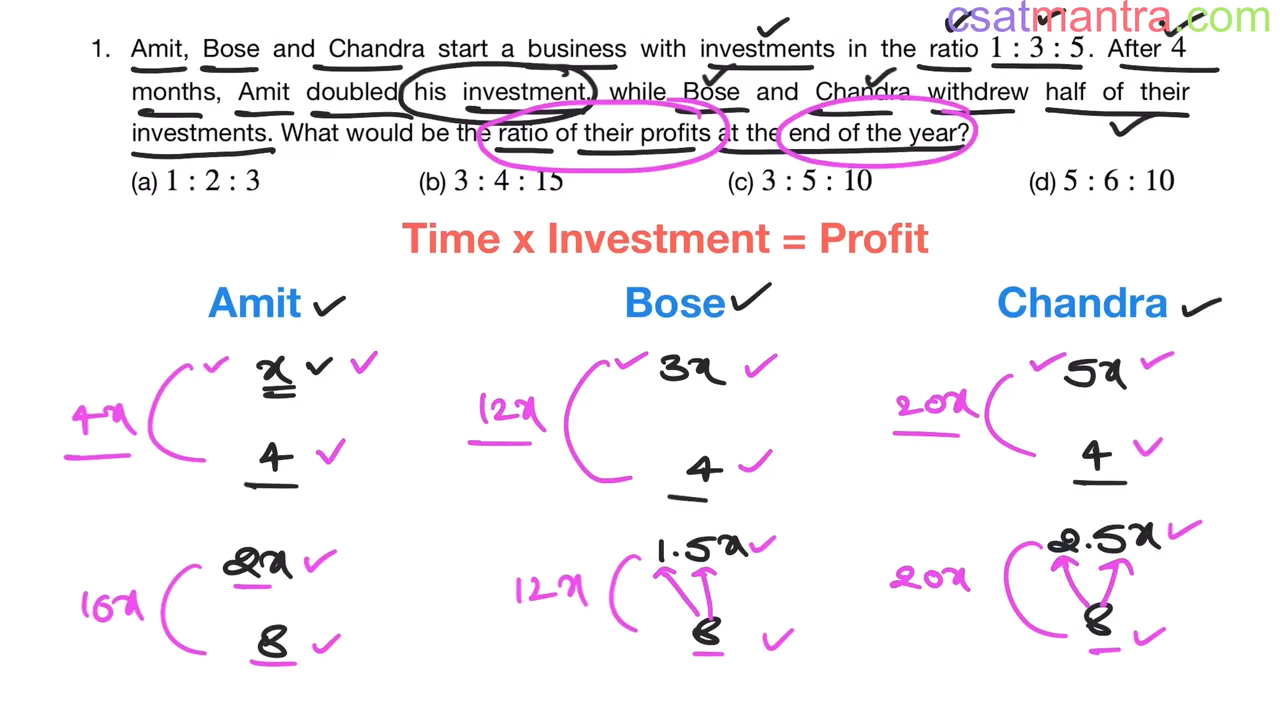 csatmantra.com
1. Amit, Bose and Chandra start a business with investments in the ratio 1 : 3 : 5. After 4
months, Amit doubled his investment, while Bose and Chandra withdrew half of their
investments. What would be the ratio of their profits at the end of the year?
(a) 1 : 2 : 3 (b) 3 : 4 : 15 (c) 3 : 5 : 10 (d) 5 : 6 : 10
Time x Investment = Profit
Amit Bose Chandra
x 3x 5x
4x 12x 20x
4 4 4
2x 1.5x 2.5x
16x 12x 20x
8 8 8